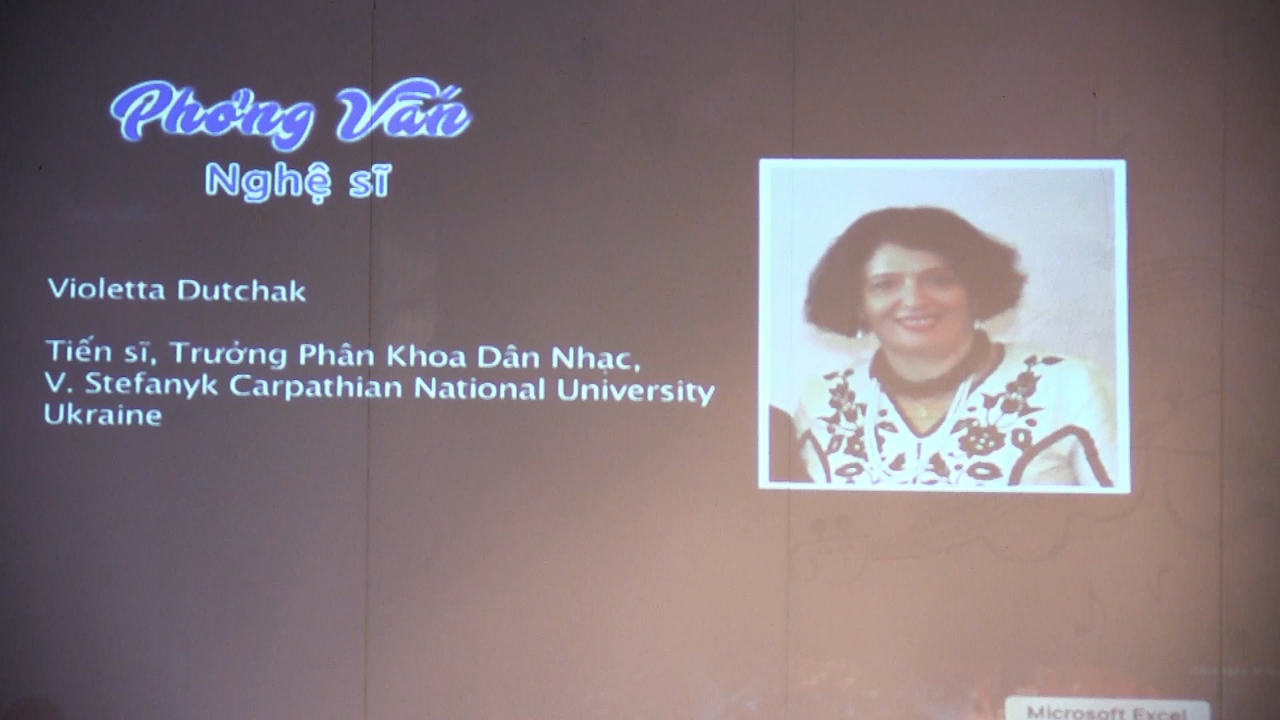 Phỏng Vấn
Nghệ sĩ
Violetta Dutchak
Tiến sĩ, Trưởng Phân Khoa Dân Nhạc,
V. Stefanyk Carpathian National University
Ukraine
Microsoft Excel